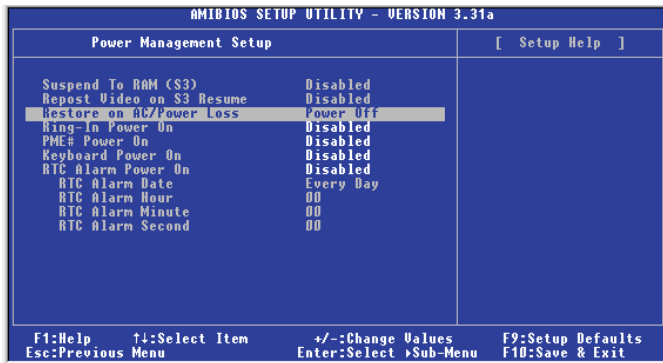 AMIBIOS SETUP UTILITY - VERSION 3.31a
Power Management Setup
[ Setup Help ]
Suspend To RAM (S3) Disabled
Repost Video on S3 Resume Disabled
Restore on AC/Power Loss Power Off
Ring-In Power On Disabled
PME# Power On Disabled
Keyboard Power On Disabled
RTC Alarm Power On Disabled
RTC Alarm Date Every Day
RTC Alarm Hour 00
RTC Alarm Minute 00
RTC Alarm Second 00
F1:Help ↑↓:Select Item +/-:Change Values F9:Setup Defaults
Esc:Previous Menu Enter:Select ▸Sub-Menu F10:Save & Exit